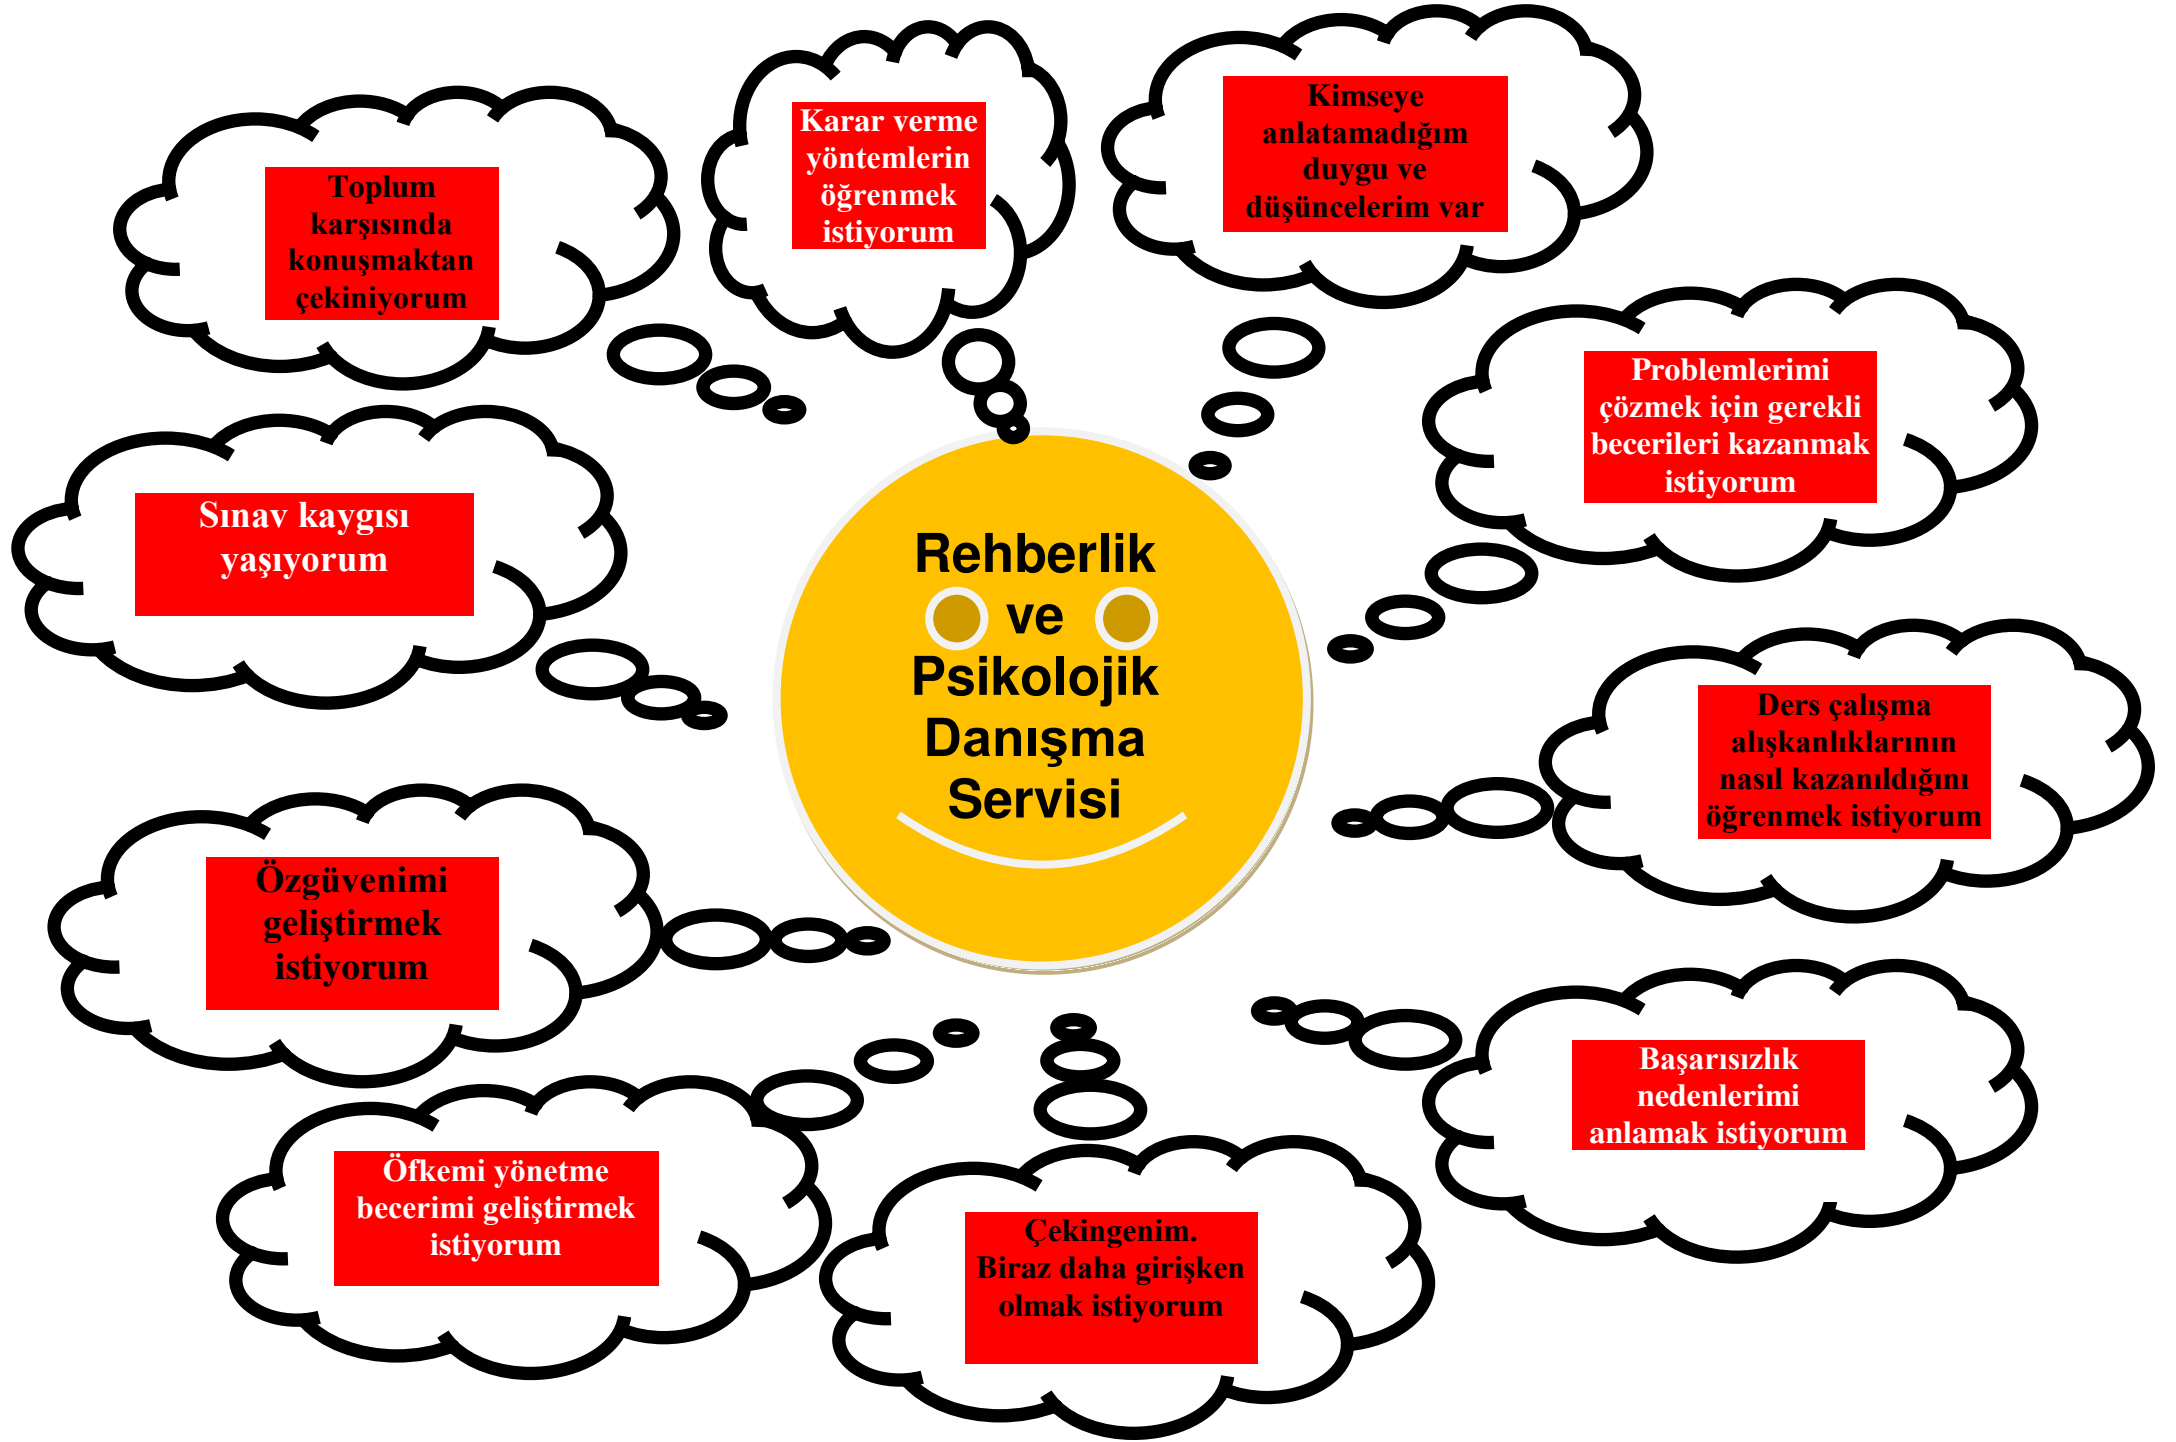 Toplum
karşısında
konuşmaktan
çekiniyorum
Karar verme
yöntemlerin
öğrenmek
istiyorum
Kimseye
anlatamadığım
duygu ve
düşüncelerim var
Problemlerimi
çözmek için gerekli
becerileri kazanmak
istiyorum
Sınav kaygısı
yaşıyorum
Rehberlik
ve
Psikolojik
Danışma
Servisi
Ders çalışma
alışkanlıklarının
nasıl kazanıldığını
öğrenmek istiyorum
Özgüvenimi
geliştirmek
istiyorum
Başarısızlık
nedenlerimi
anlamak istiyorum
Öfkemi yönetme
becerimi geliştirmek
istiyorum
Çekingenim.
Biraz daha girişken
olmak istiyorum